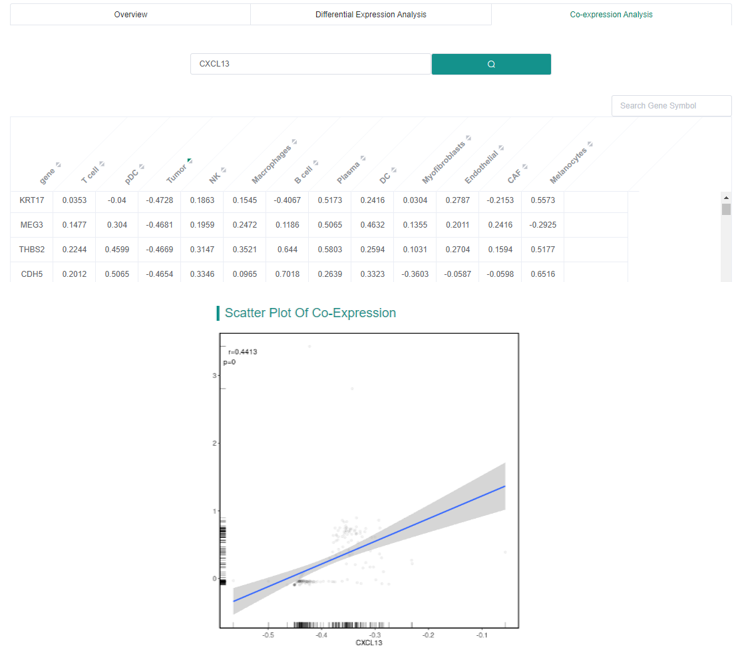 Overview Differential Expression Analysis Co-expression Analysis
CXCL13
Search Gene Symbol
gene T cell pDC Tumor NK Macrophages B cell Plasma DC Myofibroblasts Endothelial CAF Melanocytes
KRT17 0.0353 -0.04 -0.4728 0.1863 0.1545 -0.4067 0.5173 0.2416 0.0304 0.2787 -0.2153 0.5573
MEG3 0.1477 0.304 -0.4681 0.1959 0.2472 0.1186 0.5065 0.4632 0.1355 0.2011 0.2416 -0.2925
THBS2 0.2244 0.4599 -0.4669 0.3147 0.3521 0.644 0.5803 0.2594 0.1031 0.2704 0.1594 0.5177
CDH5 0.2012 0.5065 -0.4654 0.3346 0.0965 0.7018 0.2639 0.3323 -0.3603 -0.0587 -0.0598 0.6516
Scatter Plot Of Co-Expression
r=0.4413
p=0
3
2
1
0
-0.5 -0.4 -0.3 -0.2 -0.1
CXCL13